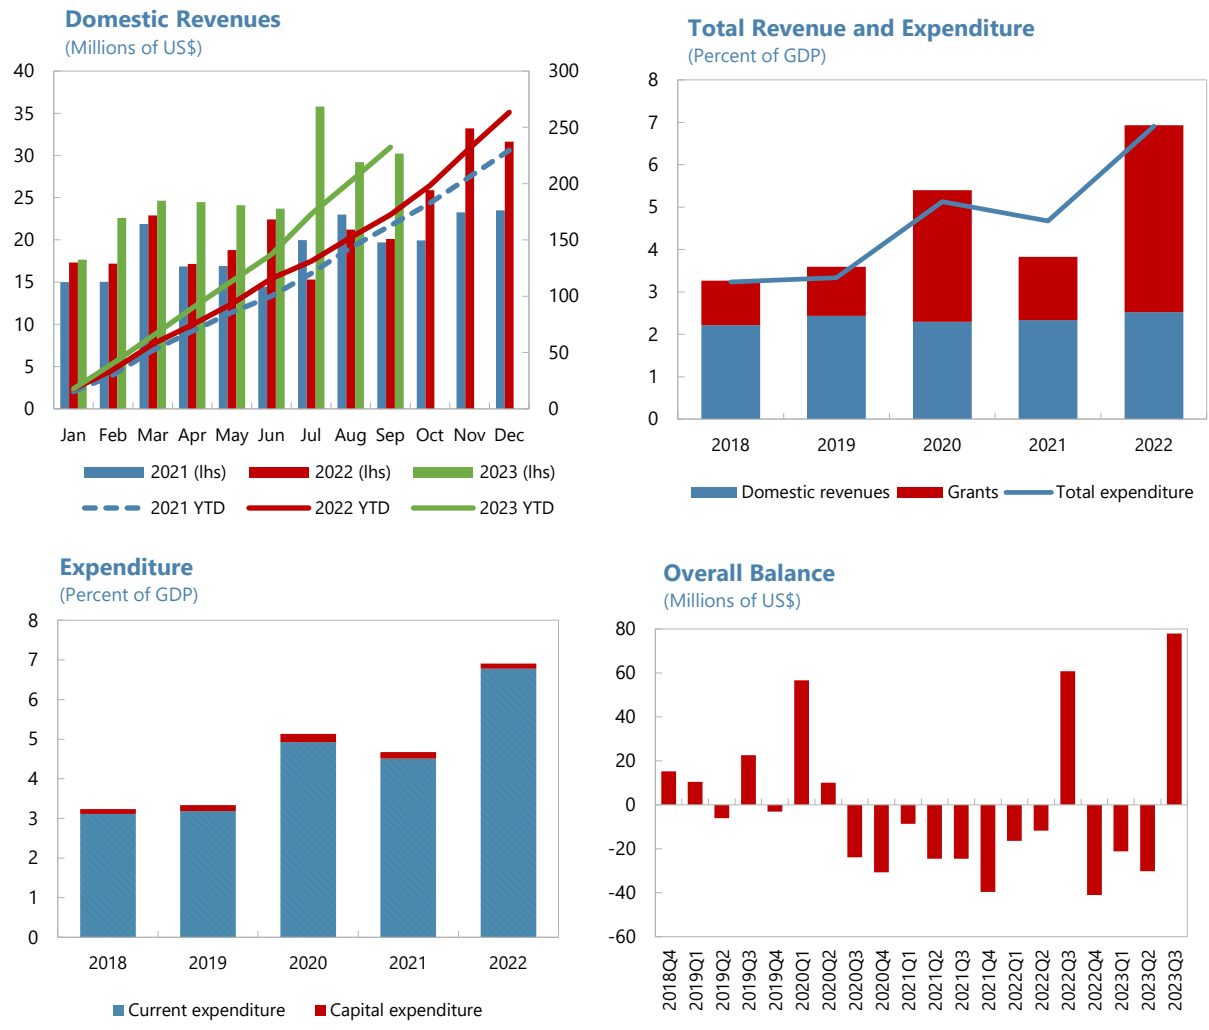 Domestic Revenues
(Millions of US$)
40
35
30
25
20
15
10
5
0
300
250
200
150
100
50
0
Jan Feb Mar Apr May Jun Jul Aug Sep Oct Nov Dec
2021 (lhs) 2022 (lhs) 2023 (lhs)
2021 YTD 2022 YTD 2023 YTD
Total Revenue and Expenditure
(Percent of GDP)
8
7
6
5
4
3
2
1
0
2018 2019 2020 2021 2022
Domestic revenues Grants Total expenditure
Expenditure
(Percent of GDP)
8
7
6
5
4
3
2
1
0
2018 2019 2020 2021 2022
Current expenditure Capital expenditure
Overall Balance
(Millions of US$)
80
60
40
20
0
-20
-40
-60
2018Q4
2019Q1
2019Q2
2019Q3
2019Q4
2020Q1
2020Q2
2020Q3
2020Q4
2021Q1
2021Q2
2021Q3
2021Q4
2022Q1
2022Q2
2022Q3
2022Q4
2023Q1
2023Q2
2023Q3